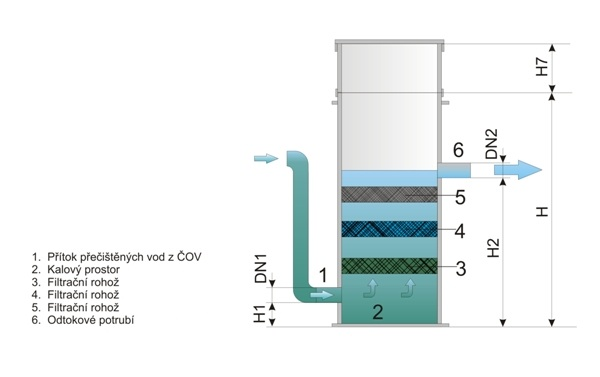 H7
DN2
6
5
H
4
H2
3
DN1
1
H1
2
1. Přítok přečištěných vod z ČOV
2. Kalový prostor
3. Filtrační rohož
4. Filtrační rohož
5. Filtrační rohož
6. Odtokové potrubí